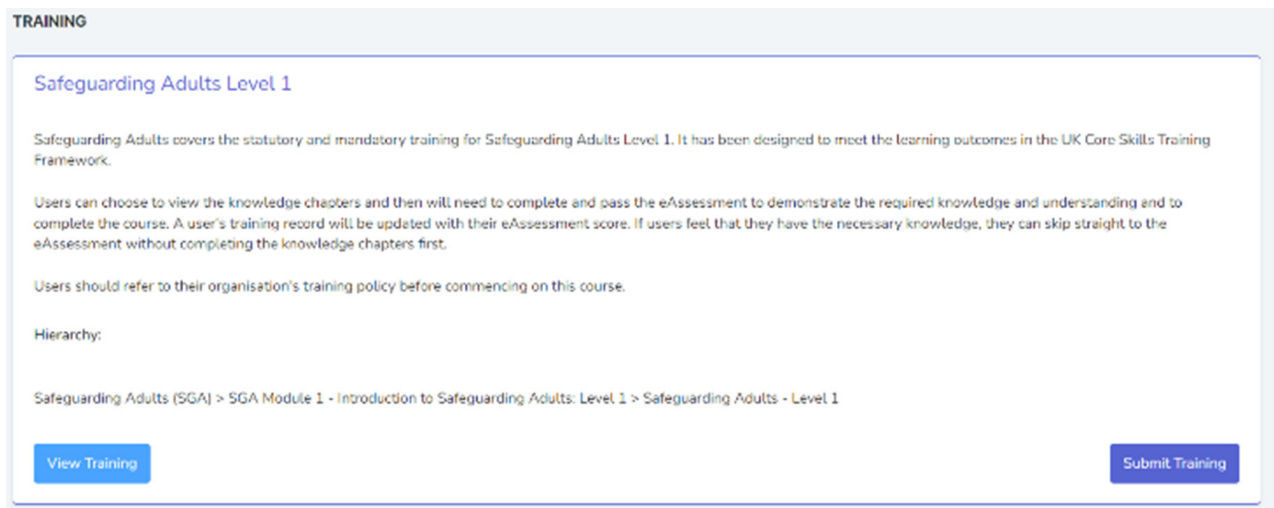 TRAINING
Safeguarding Adults Level 1
Safeguarding Adults covers the statutory and mandatory training for Safeguarding Adults Level 1. It has been designed to meet the learning outcomes in the UK Core Skills Training
Framework.
Users can choose to view the knowledge chapters and then will need to complete and pass the eAssessment to demonstrate the required knowledge and understanding and to
complete the course. A user's training record will be updated with their eAssessment score. If users feel that they have the necessary knowledge, they can skip straight to the
eAssessment without completing the knowledge chapters first.
Users should refer to their organisation's training policy before commencing on this course.
Hierarchy:
Safeguarding Adults (SGA) > SGA Module 1 - Introduction to Safeguarding Adults: Level 1 > Safeguarding Adults - Level 1
View Training
Submit Training